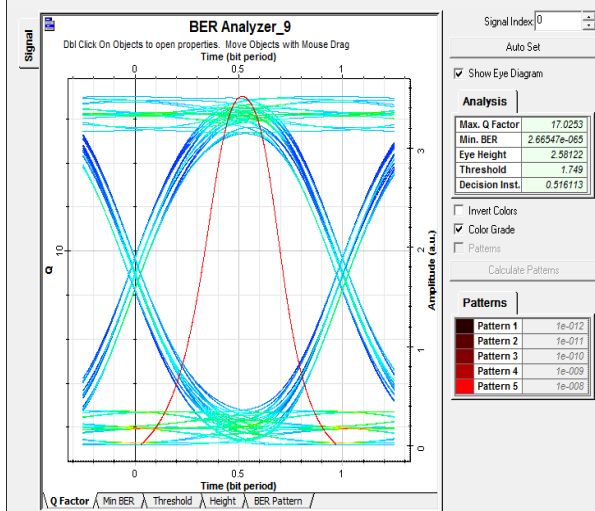 BER Analyzer_9
Dbl Click On Objects to open properties. Move Objects with Mouse Drag
Time (bit period)
0 0.5 1
Signal
Q
10
Amplitude (a.u.)
3
2
1
0
0 0.5 1
Time (bit period)
Q Factor Min BER Threshold Height BER Pattern
Signal Index: 0
Auto Set
Show Eye Diagram
Analysis
Max. Q Factor 17.0253
Min. BER 2.66547e-065
Eye Height 2.58122
Threshold 1.749
Decision Inst. 0.516113
Invert Colors
Color Grade
Patterns
Calculate Patterns
Patterns
Pattern 1 1e-012
Pattern 2 1e-011
Pattern 3 1e-010
Pattern 4 1e-009
Pattern 5 1e-008